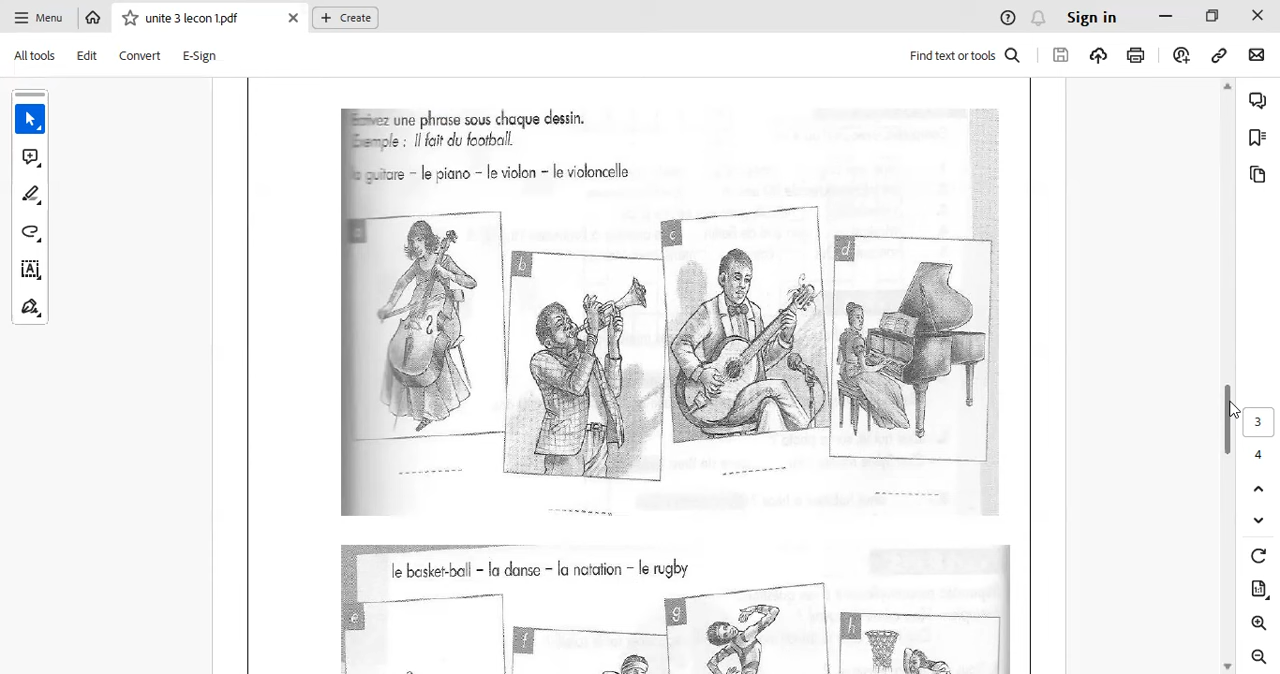 Menu
unite 3 lecon 1.pdf
Create
Sign in
All tools
Edit
Convert
E-Sign
Find text or tools
Écrivez une phrase sous chaque dessin.
Exemple : Il fait du football.
la guitare – le piano – le violon – le violoncelle
a
b
c
d
3
4
le basket-ball – la danse – la natation – le rugby
e
f
g
h